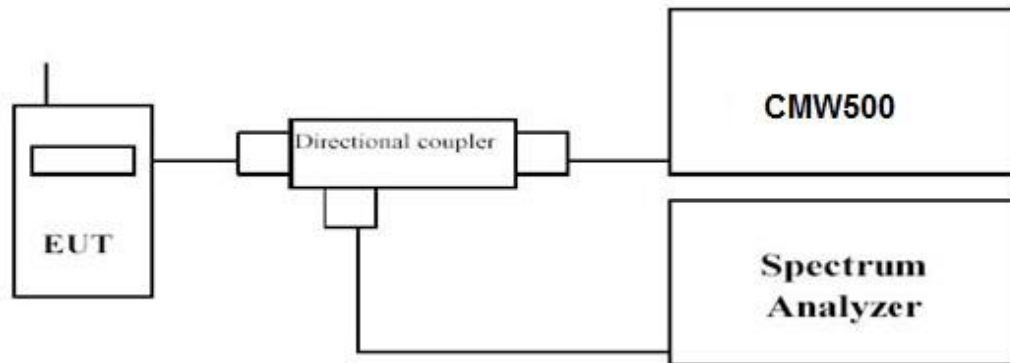 CMW500
Directional coupler
EUT
Spectrum
Analyzer